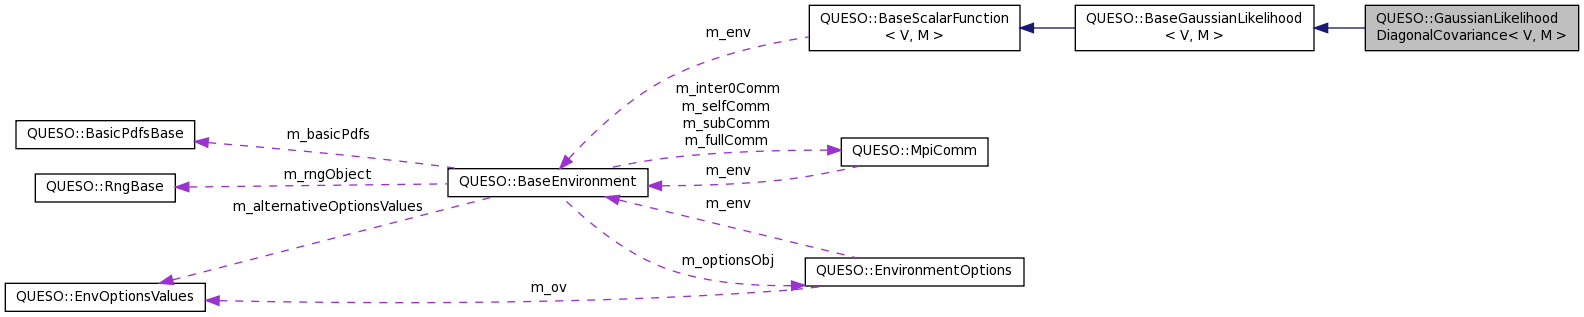 QUESO::BaseScalarFunction
< V, M >
QUESO::BaseGaussianLikelihood
< V, M >
QUESO::GaussianLikelihood
DiagonalCovariance< V, M >
m_env
m_inter0Comm
m_selfComm
m_subComm
m_fullComm
QUESO::BasicPdfsBase
m_basicPdfs
QUESO::MpiComm
m_rngObject
m_env
QUESO::RngBase
QUESO::BaseEnvironment
m_alternativeOptionsValues
m_env
m_optionsObj
QUESO::EnvironmentOptions
m_ov
QUESO::EnvOptionsValues